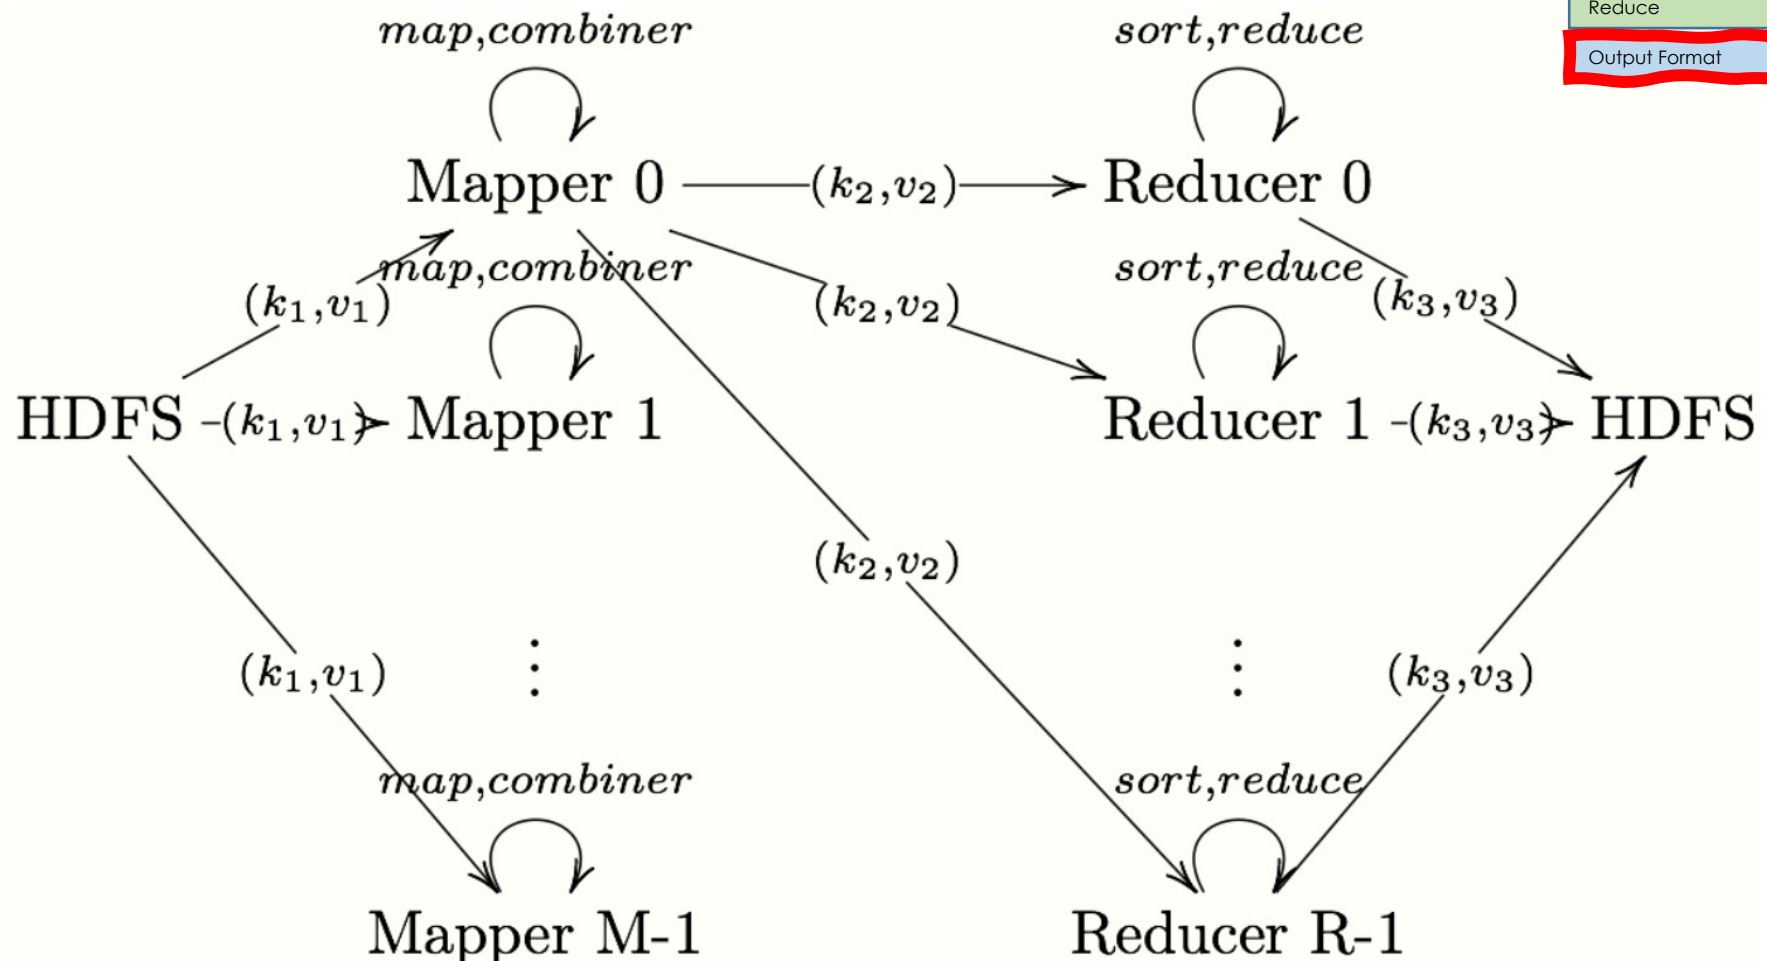 Reduce
Output Format
map,combiner
sort,reduce
Mapper 0
(k₂,v₂)
Reducer 0
map,combiner
sort,reduce
(k₁,v₁)
(k₂,v₂)
(k₃,v₃)
HDFS
(k₁,v₁)
Mapper 1
Reducer 1
(k₃,v₃)
HDFS
(k₂,v₂)
(k₁,v₁)
⋮
⋮
(k₃,v₃)
map,combiner
sort,reduce
Mapper M-1
Reducer R-1